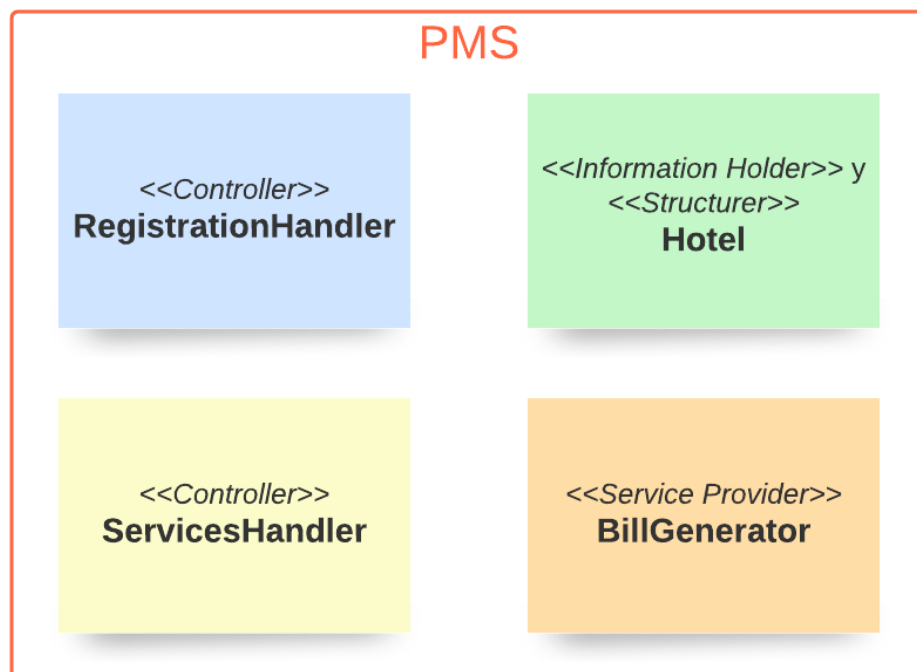 PMS
<<Controller>>
RegistrationHandler
<<Information Holder>> y
<<Structurer>>
Hotel
<<Controller>>
ServicesHandler
<<Service Provider>>
BillGenerator